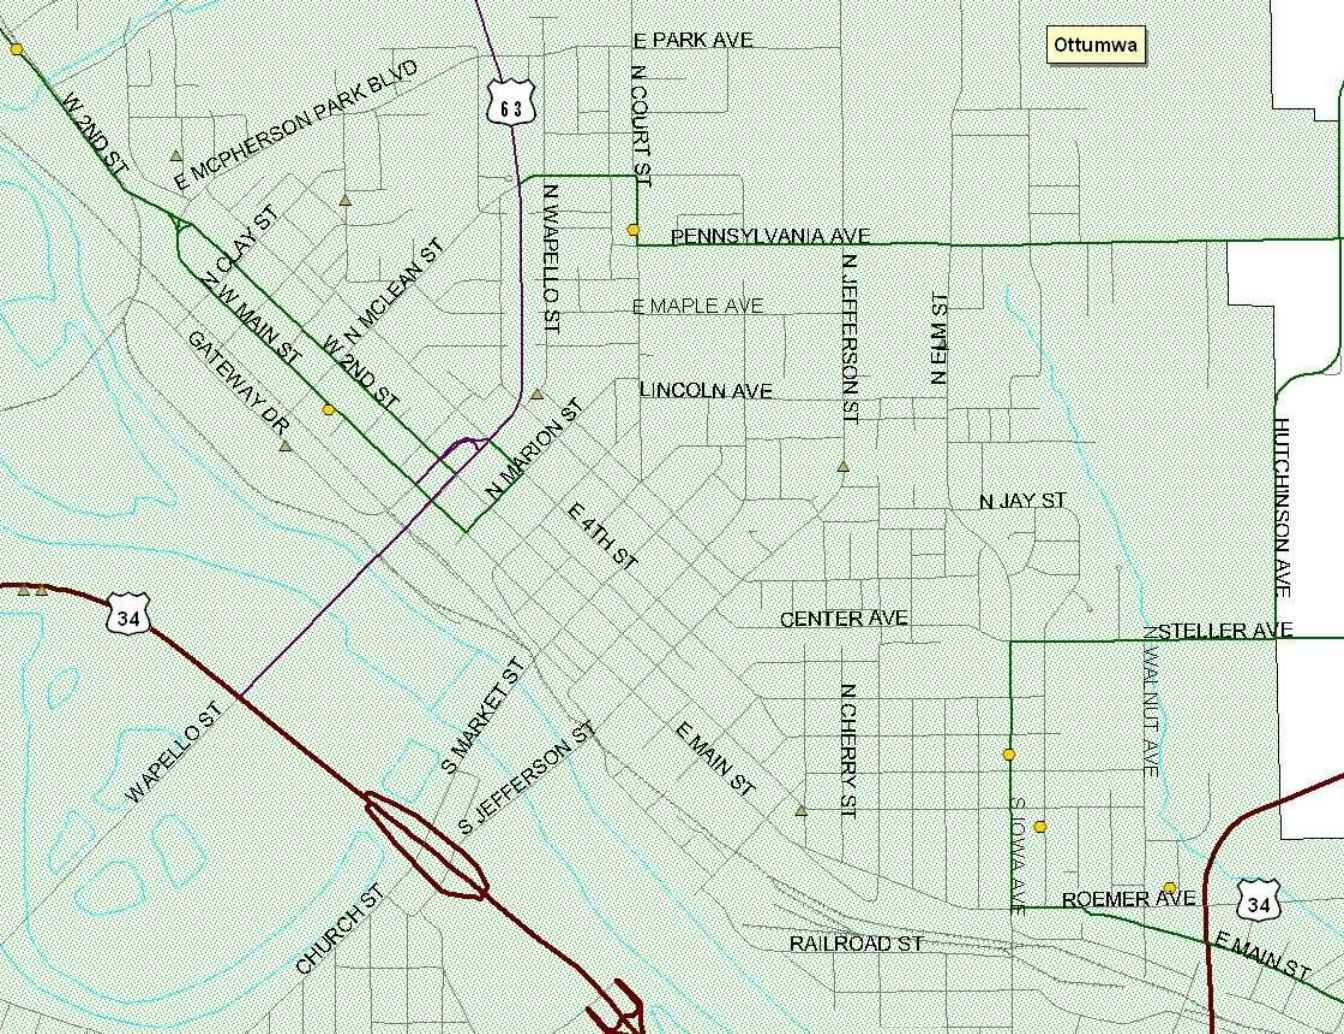 E PARK AVE
Ottumwa
63
N COURT ST
W 2ND ST
E MCPHERSON PARK BLVD
N WAPELLO ST
N CLAY ST
PENNSYLVANIA AVE
N MCLEAN ST
N W MAIN ST
E MAPLE AVE
N JEFFERSON ST
N ELM ST
GATEWAY DR
W 2ND ST
LINCOLN AVE
N MARION ST
HUTCHINSON AVE
N JAY ST
E 4TH ST
34
CENTER AVE
STELLER AVE
N WALNUT AVE
S MARKET ST
WAPELLO ST
S JEFFERSON ST
E MAIN ST
N CHERRY ST
S IOWA AVE
CHURCH ST
ROEMER AVE
34
RAILROAD ST
E MAIN ST